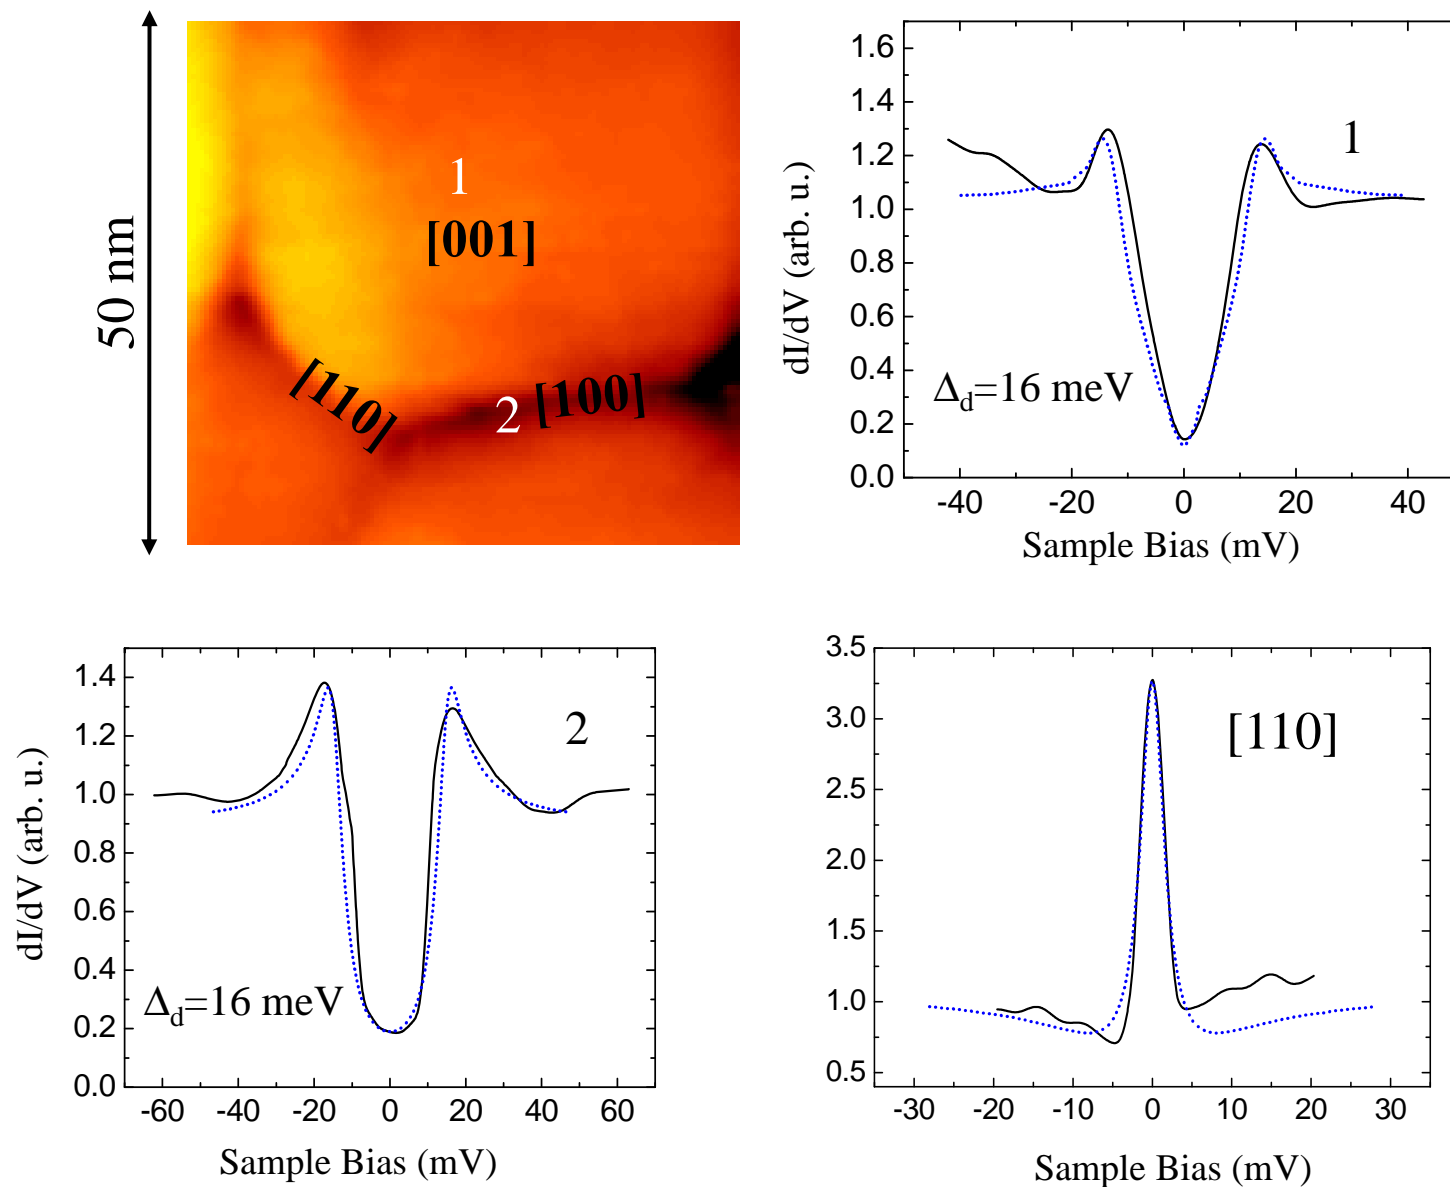 50 nm
1
[001]
[110]
2 [100]
1.6
1.4
1.2
1.0
0.8
0.6
0.4
0.2
0.0
dI/dV (arb. u.)
1
Δd=16 meV
-40 -20 0 20 40
Sample Bias (mV)
1.4
1.2
1.0
0.8
0.6
0.4
0.2
0.0
dI/dV (arb. u.)
2
Δd=16 meV
-60 -40 -20 0 20 40 60
Sample Bias (mV)
3.5
3.0
2.5
2.0
1.5
1.0
0.5
[110]
-30 -20 -10 0 10 20 30
Sample Bias (mV)